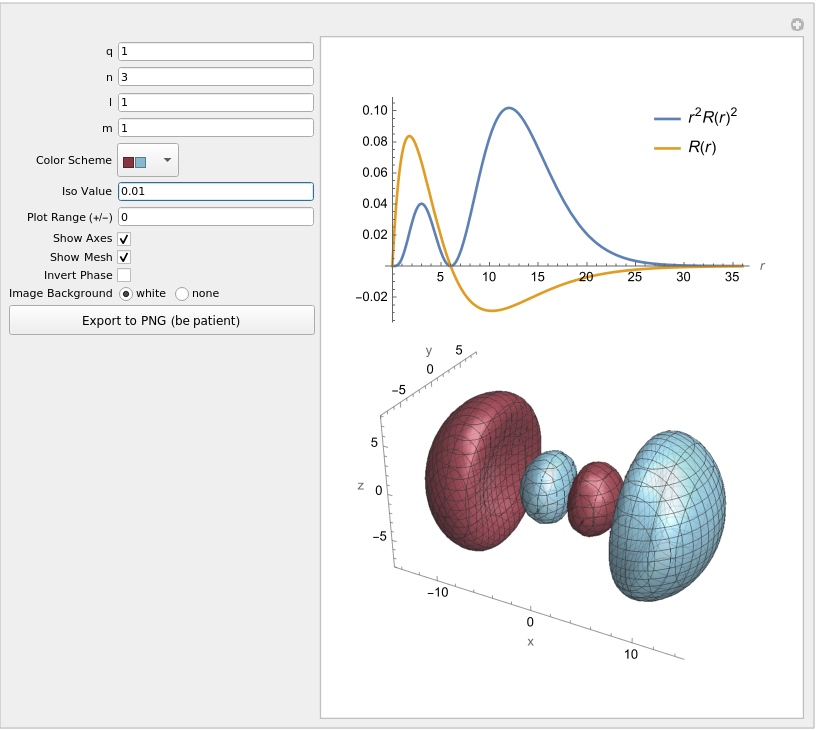 q 1
n 3
l 1
m 1
Color Scheme
Iso Value 0.01
Plot Range (+/−) 0
Show Axes
Show Mesh
Invert Phase
Image Background white none
Export to PNG (be patient)
0.10
0.08
0.06
0.04
0.02
−0.02
5 10 15 20 25 30 35 r
r²R(r)²
R(r)
y
−5 0 5
z
5
0
−5
−10 0 10
x